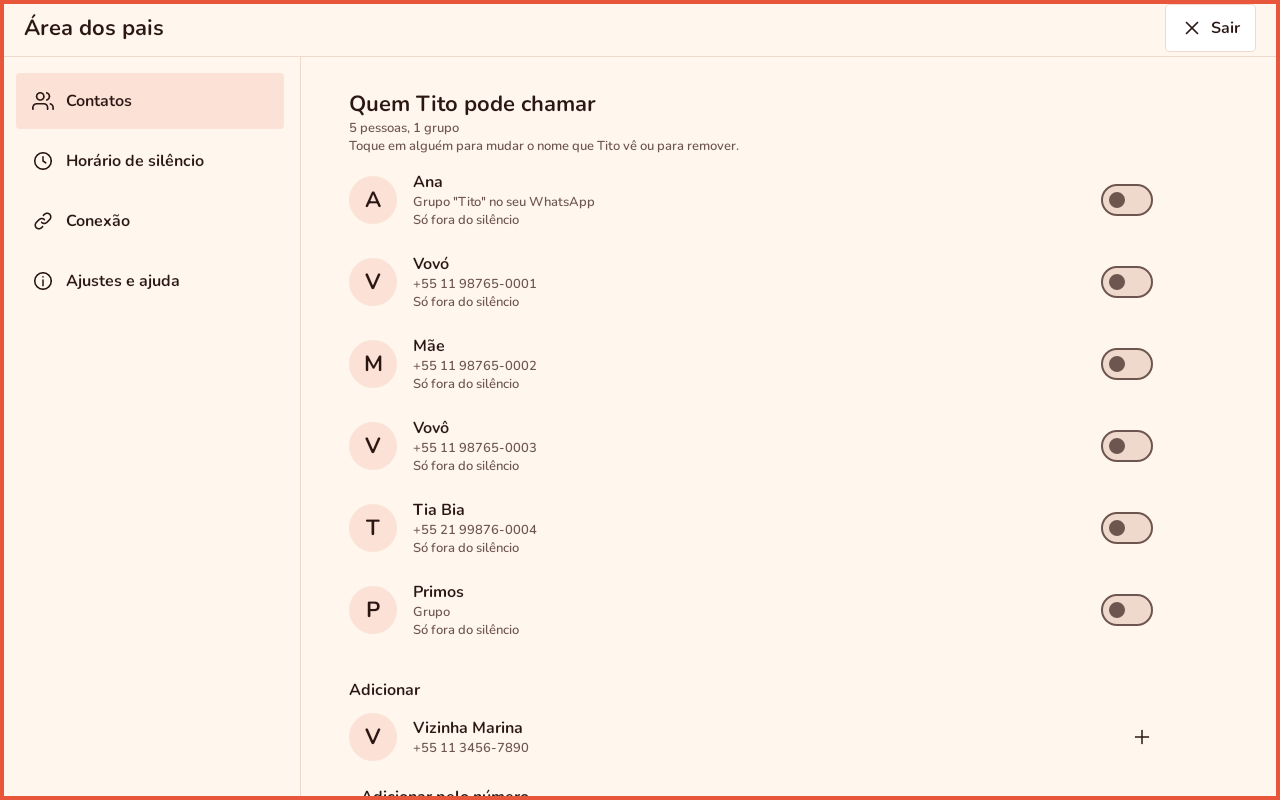 Área dos pais
Sair
Contatos
Horário de silêncio
Conexão
Ajustes e ajuda
Quem Tito pode chamar
5 pessoas, 1 grupo
Toque em alguém para mudar o nome que Tito vê ou para remover.
A
Ana
Grupo "Tito" no seu WhatsApp
Só fora do silêncio
V
Vovó
+55 11 98765-0001
Só fora do silêncio
M
Mãe
+55 11 98765-0002
Só fora do silêncio
V
Vovô
+55 11 98765-0003
Só fora do silêncio
T
Tia Bia
+55 21 99876-0004
Só fora do silêncio
P
Primos
Grupo
Só fora do silêncio
Adicionar
V
Vizinha Marina
+55 11 3456-7890
Adicionar pelo número